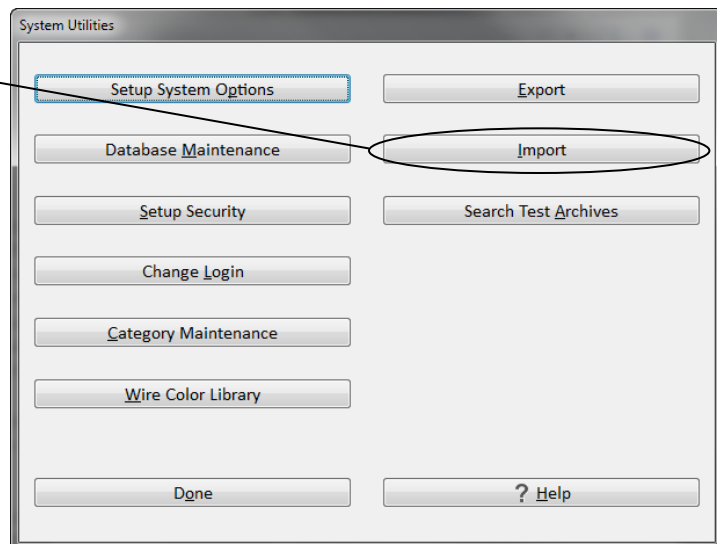 System Utilities
Setup System Options
Export
Database Maintenance
Import
Setup Security
Search Test Archives
Change Login
Category Maintenance
Wire Color Library
Done
? Help